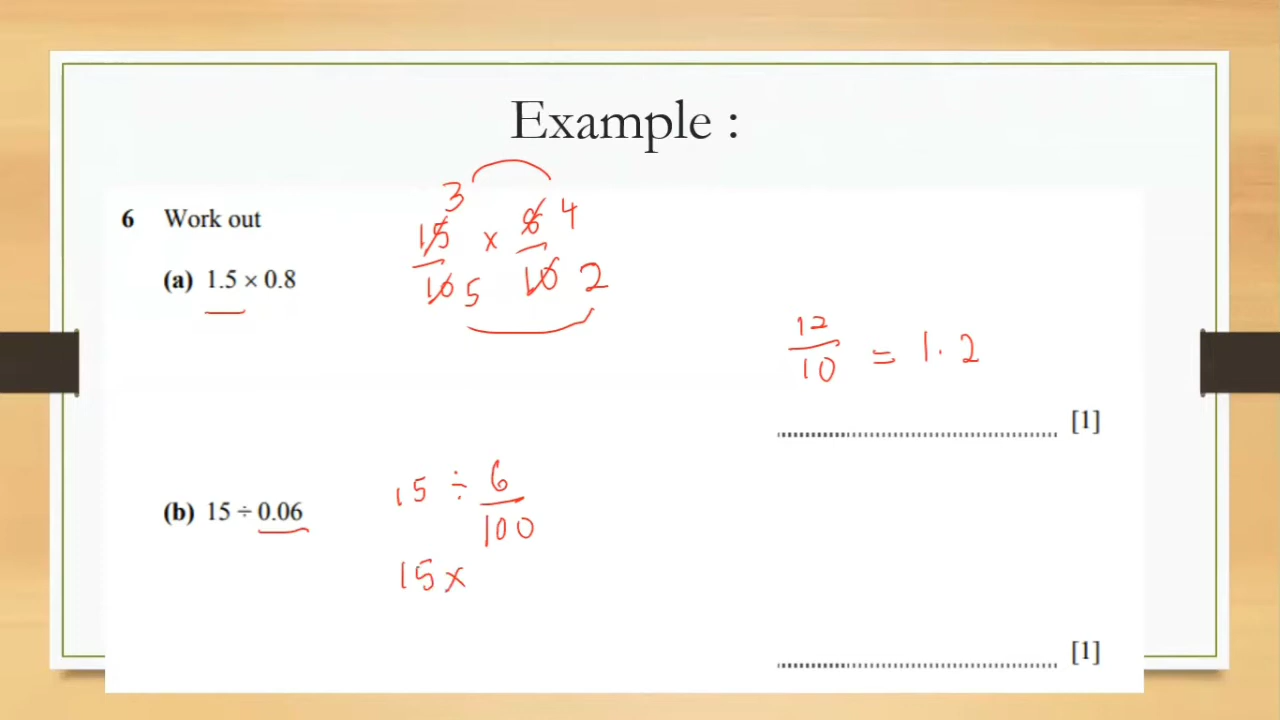 Example :
6 Work out
(a) 1.5 × 0.8
3
15 × 8 4
10 5 10 2
12
10 = 1.2
[1]
(b) 15 ÷ 0.06
15 ÷ 6
100
15 ×
[1]